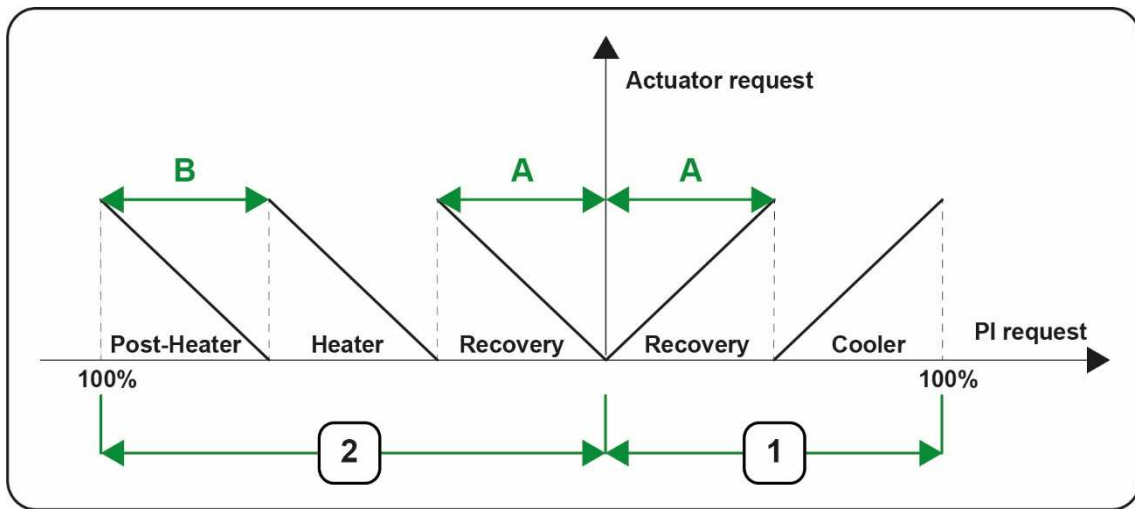 Actuator request
B
A
A
Post-Heater
Heater
Recovery
Recovery
Cooler
PI request
100%
100%
2
1